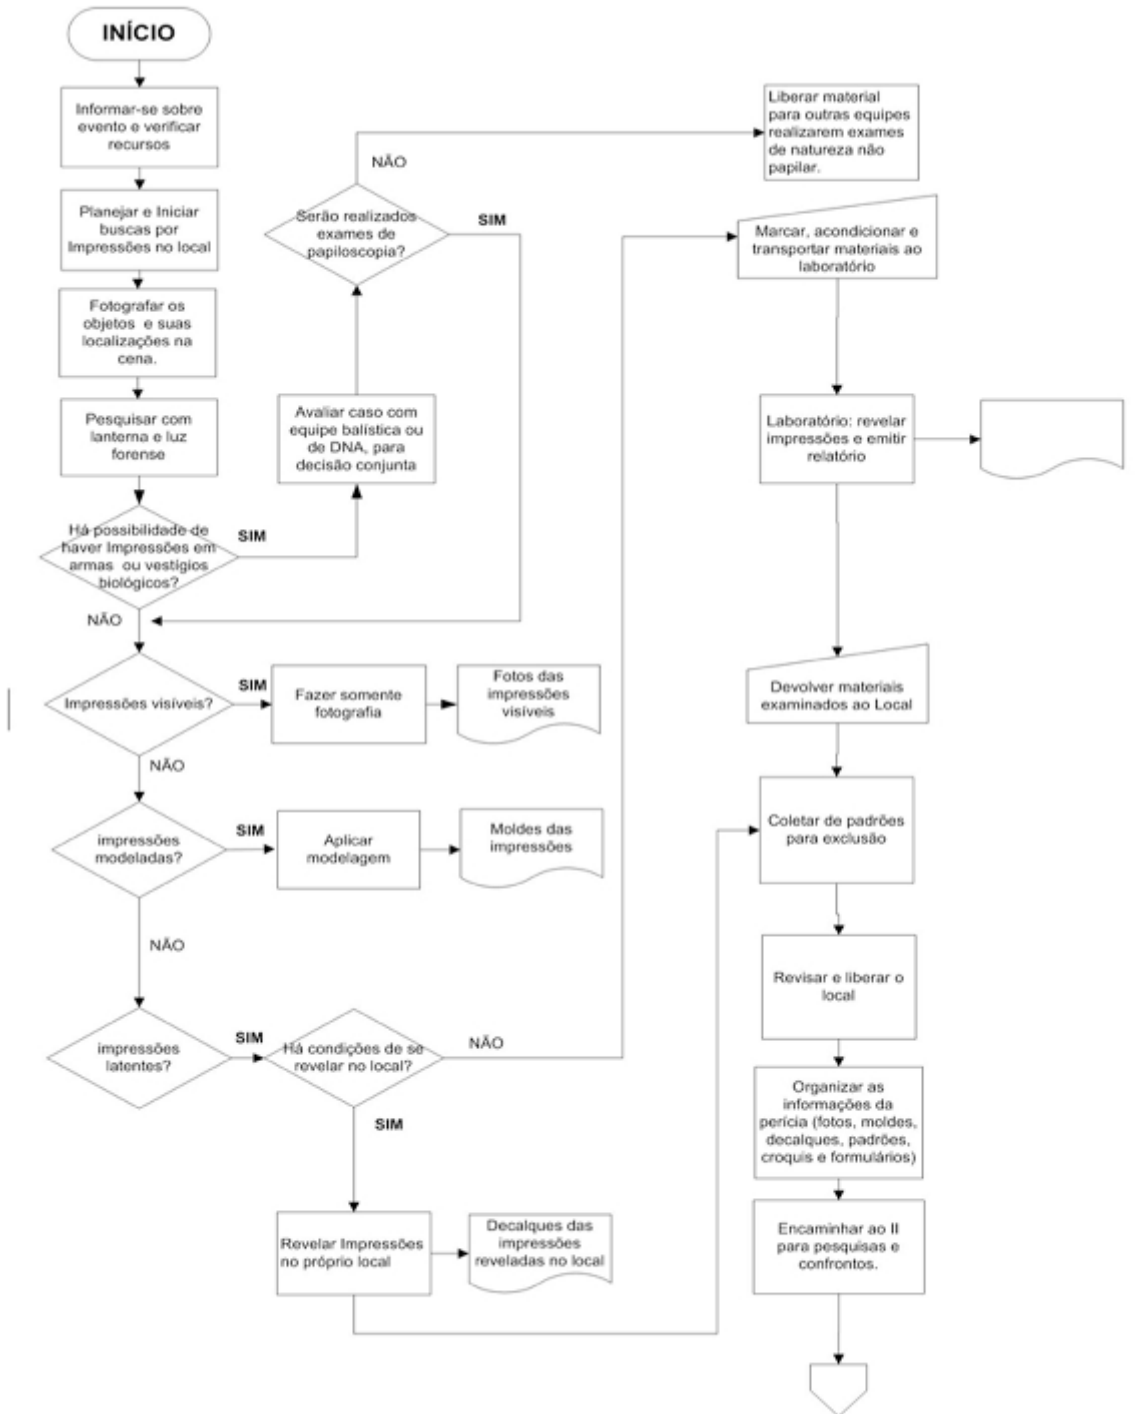 INÍCIO
Informar-se sobre
evento e verificar
recursos
Planejar e Iniciar
buscas por
Impressões no local
Fotografar os
objetos e suas
localizações na
cena.
Pesquisar com
lanterna e luz
forense
Há possibilidade de
haver Impressões em
armas ou vestígios
biológicos?
SIM
NÃO
Avaliar caso com
equipe balística ou
de DNA, para
decisão conjunta
Serão realizados
exames de
papiloscopia?
NÃO
SIM
Liberar material
para outras equipes
realizarem exames
de natureza não
papilar.
Impressões visíveis?
SIM
NÃO
Fazer somente
fotografia
Fotos das
impressões
visíveis
impressões
modeladas?
SIM
NÃO
Aplicar
modelagem
Moldes das
impressões
impressões
latentes?
SIM
Há condições de se
revelar no local?
NÃO
SIM
Revelar Impressões
no próprio local
Decalques das
impressões
reveladas no local
Marcar, acondicionar e
transportar materiais ao
laboratório
Laboratório: revelar
impressões e emitir
relatório
Devolver materiais
examinados ao Local
Coletar de padrões
para exclusão
Revisar e liberar o
local
Organizar as
informações da
perícia (fotos, moldes,
decalques, padrões,
croquis e formulários)
Encaminhar ao II
para pesquisas e
confrontos.